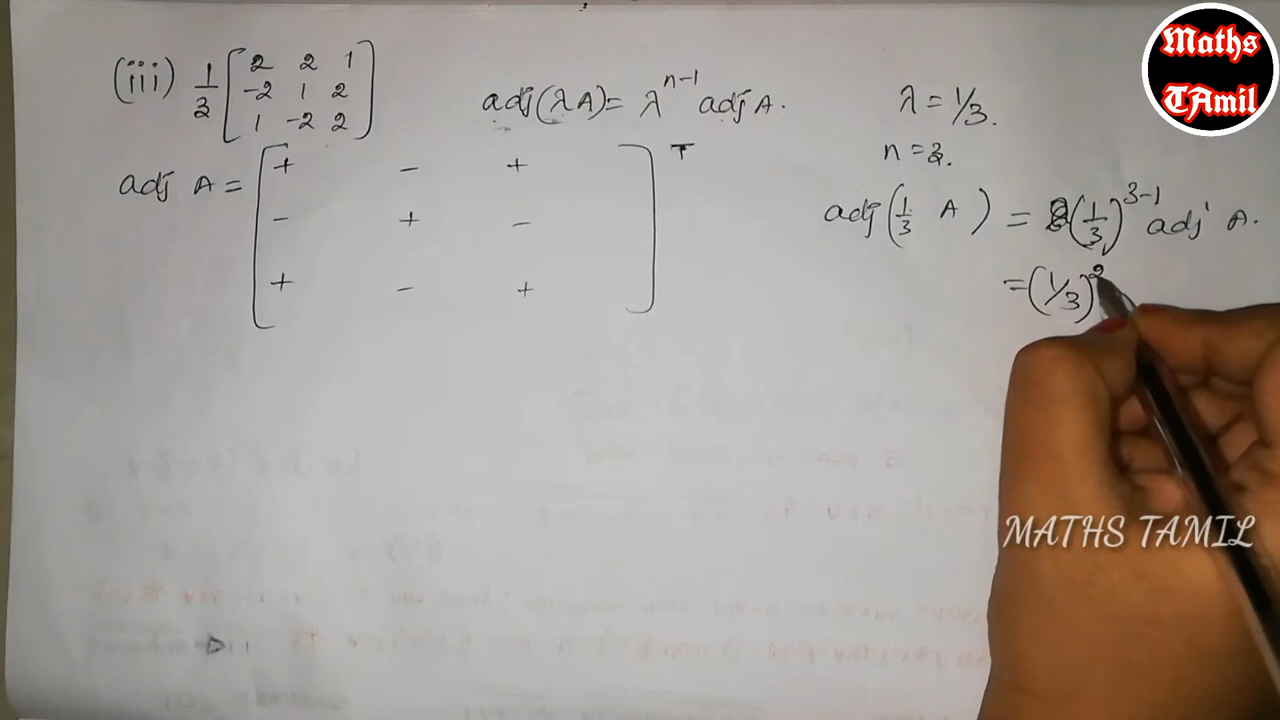 (iii) 1/3 [ 2 2 1
-2 1 2
1 -2 2 ]
adj(λA) = λ^(n-1) adj A.
λ = 1/3.
n = 3.
adj A = [ + - +
- + -
+ - + ]^T
adj(1/3 A) = (1/3)^(3-1) adj A.
= (1/3)^2
Maths
TAmil
MATHS TAMIL